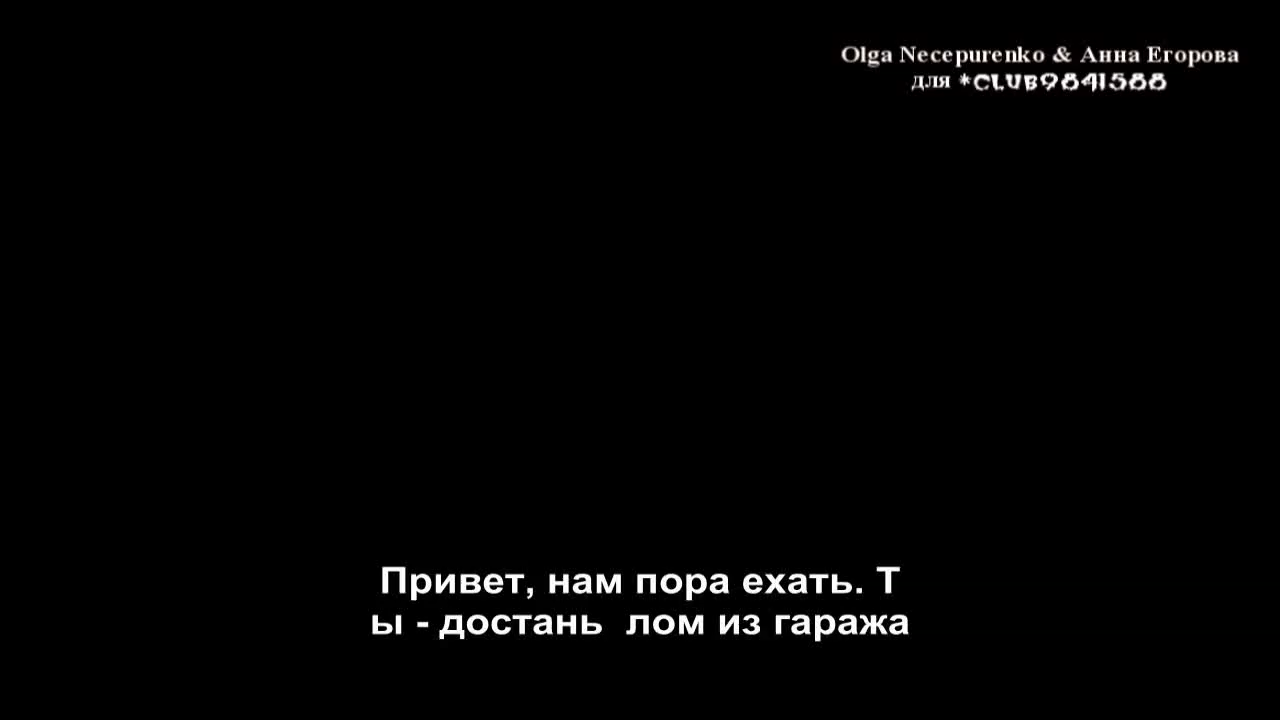 Olga Necepurenko & Анна Егорова
для *CLUB9841588
Привет, нам пора ехать. Т
ы - достань  лом из гаража